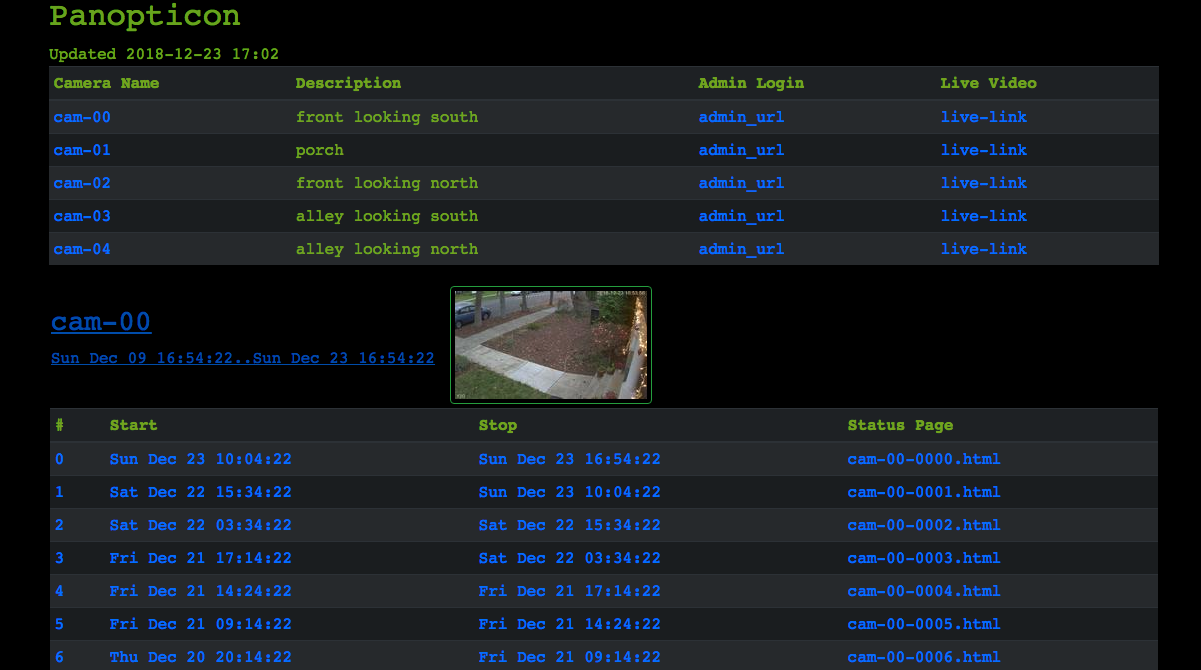 Panopticon
Updated 2018-12-23 17:02
Camera Name Description Admin Login Live Video
cam-00 front looking south admin_url live-link
cam-01 porch admin_url live-link
cam-02 front looking north admin_url live-link
cam-03 alley looking south admin_url live-link
cam-04 alley looking north admin_url live-link
cam-00
Sun Dec 09 16:54:22..Sun Dec 23 16:54:22
# Start Stop Status Page
0 Sun Dec 23 10:04:22 Sun Dec 23 16:54:22 cam-00-0000.html
1 Sat Dec 22 15:34:22 Sun Dec 23 10:04:22 cam-00-0001.html
2 Sat Dec 22 03:34:22 Sat Dec 22 15:34:22 cam-00-0002.html
3 Fri Dec 21 17:14:22 Sat Dec 22 03:34:22 cam-00-0003.html
4 Fri Dec 21 14:24:22 Fri Dec 21 17:14:22 cam-00-0004.html
5 Fri Dec 21 09:14:22 Fri Dec 21 14:24:22 cam-00-0005.html
6 Thu Dec 20 20:14:22 Fri Dec 21 09:14:22 cam-00-0006.html